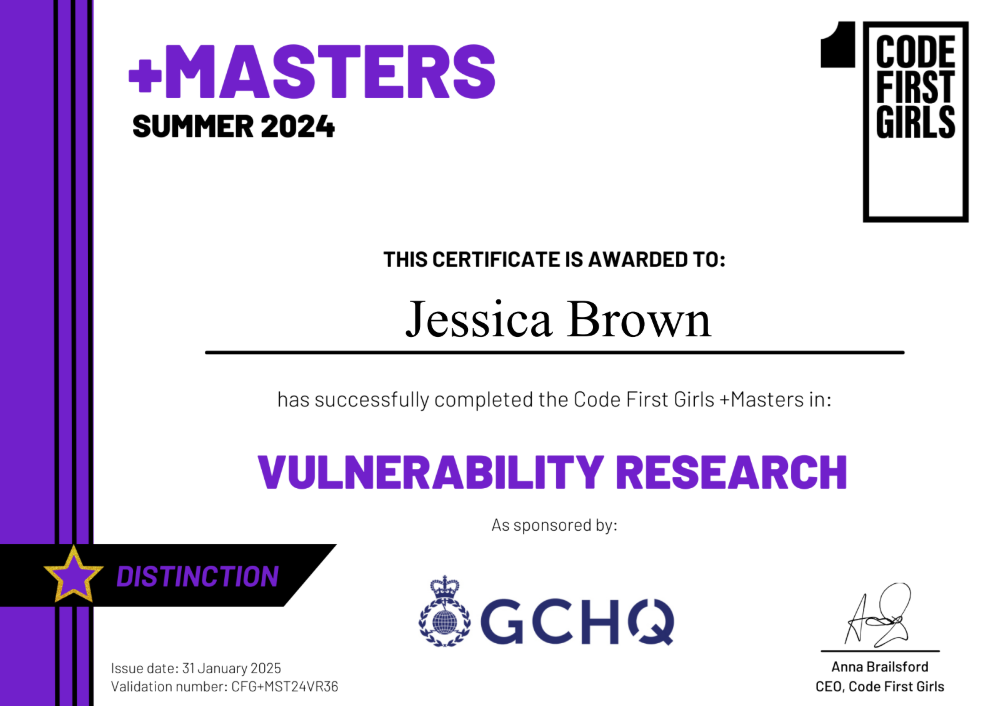 +MASTERS
SUMMER 2024
CODE
FIRST
GIRLS
THIS CERTIFICATE IS AWARDED TO:
Jessica Brown
has successfully completed the Code First Girls +Masters in:
VULNERABILITY RESEARCH
As sponsored by:
DISTINCTION
GCHQ
Issue date: 31 January 2025
Validation number: CFG+MST24VR36
Anna Brailsford
CEO, Code First Girls